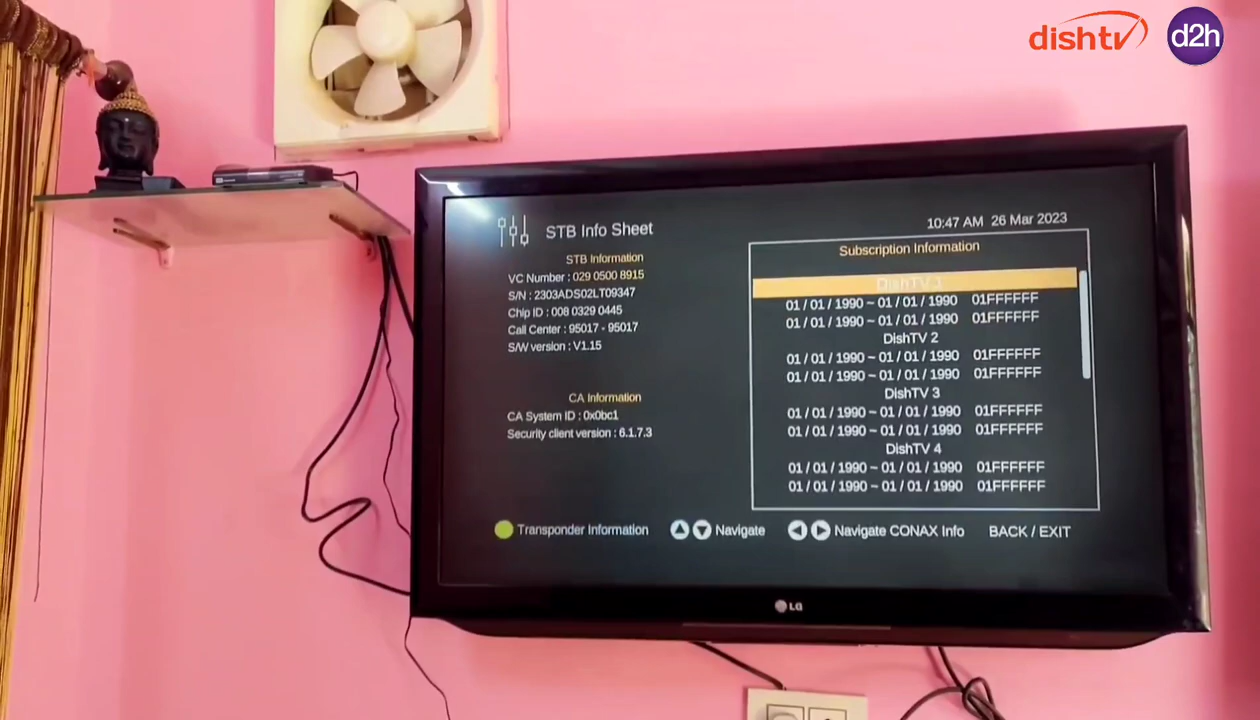 dishtv d2h
STB Info Sheet
10:47 AM 26 Mar 2023
STB Information
VC Number : 029 0500 8915
S/N : 2303ADS02LT09347
Chip ID : 008 0329 0445
Call Center : 95017 - 95017
S/W version : V1.15
CA Information
CA System ID : 0x0bc1
Security client version : 6.1.7.3
Subscription Information
DishTV 1
01 / 01 / 1990 ~ 01 / 01 / 1990 01FFFFFF
01 / 01 / 1990 ~ 01 / 01 / 1990 01FFFFFF
DishTV 2
01 / 01 / 1990 ~ 01 / 01 / 1990 01FFFFFF
01 / 01 / 1990 ~ 01 / 01 / 1990 01FFFFFF
DishTV 3
01 / 01 / 1990 ~ 01 / 01 / 1990 01FFFFFF
01 / 01 / 1990 ~ 01 / 01 / 1990 01FFFFFF
DishTV 4
01 / 01 / 1990 ~ 01 / 01 / 1990 01FFFFFF
01 / 01 / 1990 ~ 01 / 01 / 1990 01FFFFFF
Transponder Information Navigate Navigate CONAX Info BACK / EXIT
LG